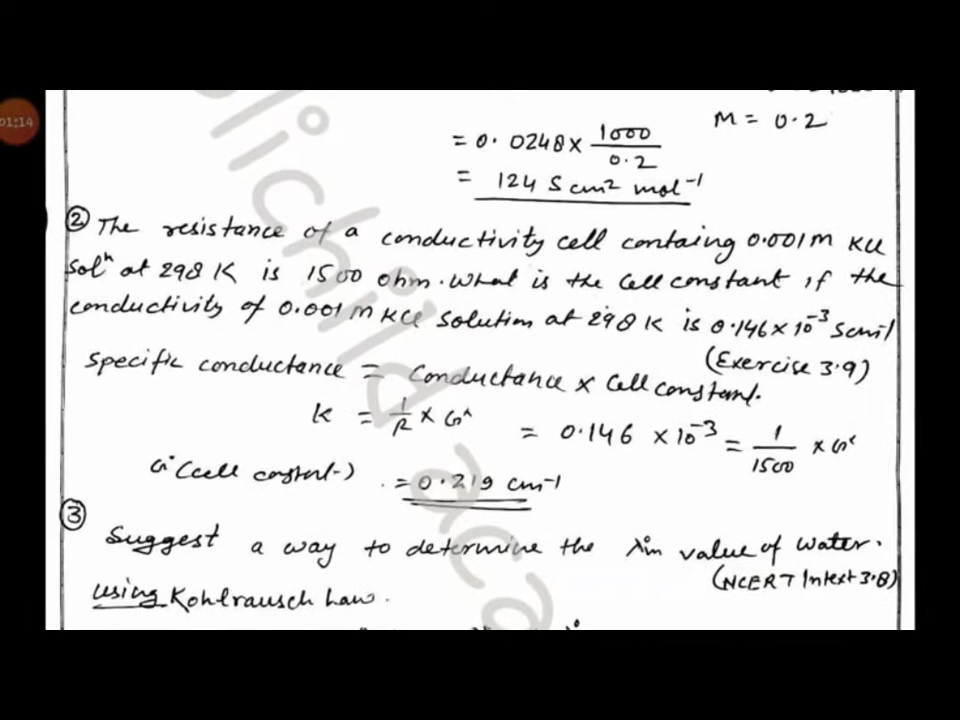 01:14
M = 0.2
= 0.0248 × 1000/0.2
= 124 S cm² mol⁻¹
② The resistance of a conductivity cell containg 0.001 M KCl
solⁿ at 298 K is 1500 ohm. What is the cell constant if the
conductivity of 0.001 M KCl solution at 298 K is 0.146 × 10⁻³ S cm⁻¹
(Exercise 3.9)
Specific conductance = Conductance × Cell constant.
K = 1/R × G* = 0.146 × 10⁻³ = 1/1500 × G*
G* (cell constant) = 0.219 cm⁻¹
③
Suggest a way to determine the λ°m value of water.
(NCERT Intext 3.8)
using Kohlrausch Law.
olichild aca